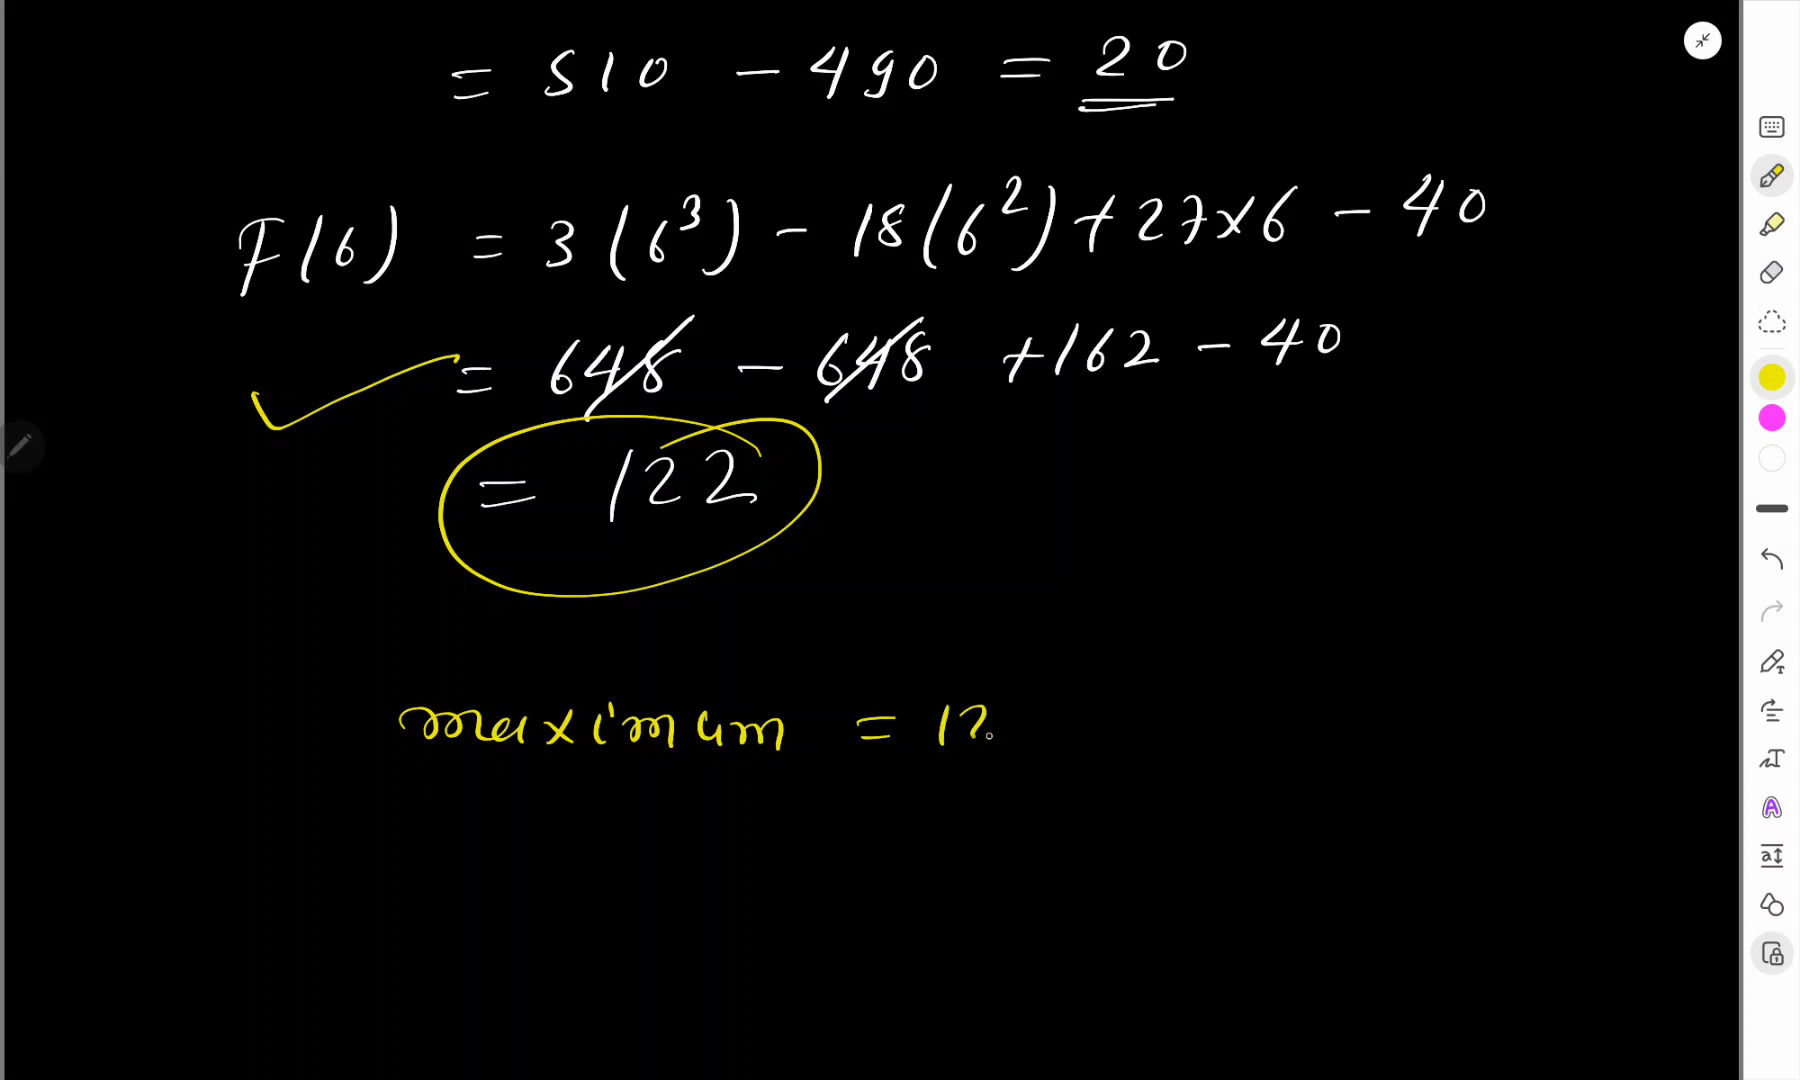 = 510 - 490 = 20
F(6) = 3(6³) - 18(6²) + 27×6 - 40
= 648 - 648 + 162 - 40
= 122
maximum = 12